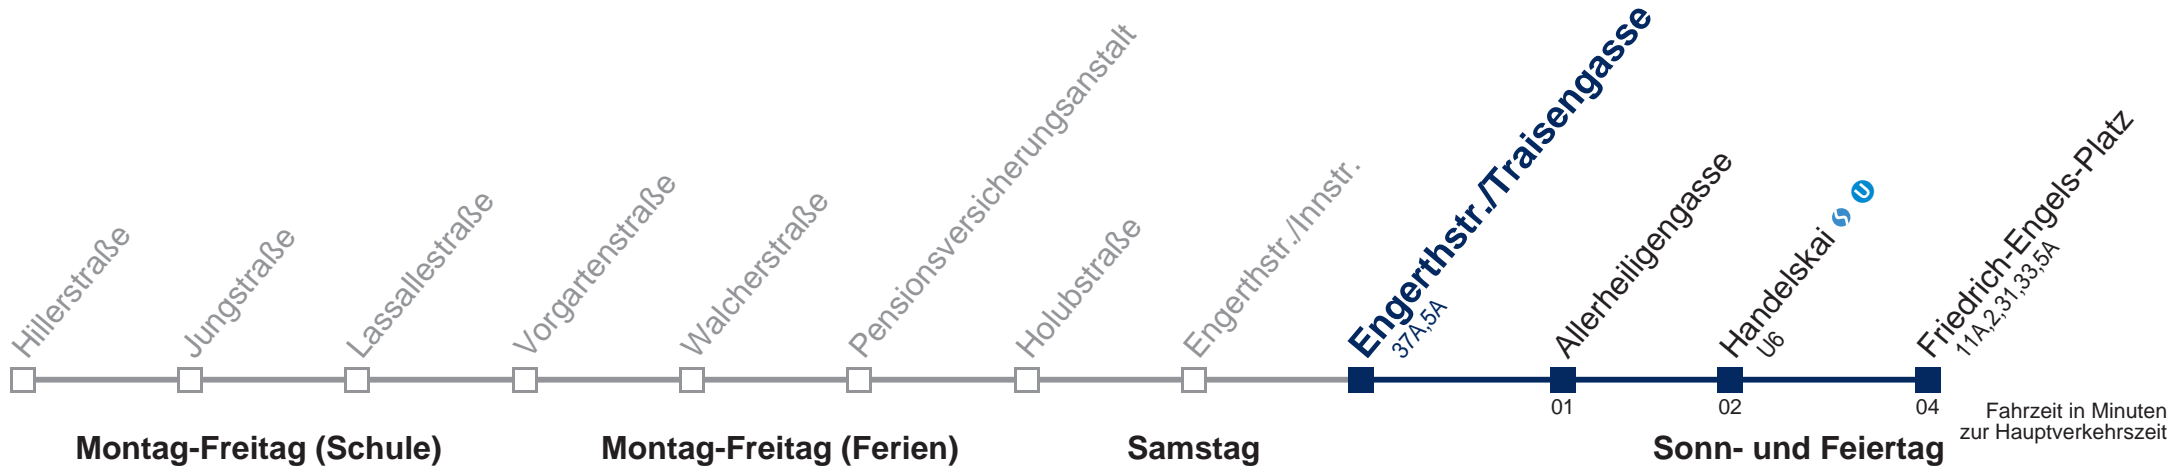 Hillerstraße
Jungstraße
Lassallestraße
Vorgartenstraße
Walcherstraße
Pensionsversicherungsanstalt
Holubstraße
Engerthstr./Innstr.
Engerthstr./Traisengasse
37A,5A
Allerheiligengasse
Handelskai S U
U6
Friedrich-Engels-Platz
11A,2,31,33,5A
01
02
04
Fahrzeit in Minuten
zur Hauptverkehrszeit
Montag-Freitag (Schule)
Montag-Freitag (Ferien)
Samstag
Sonn- und Feiertag